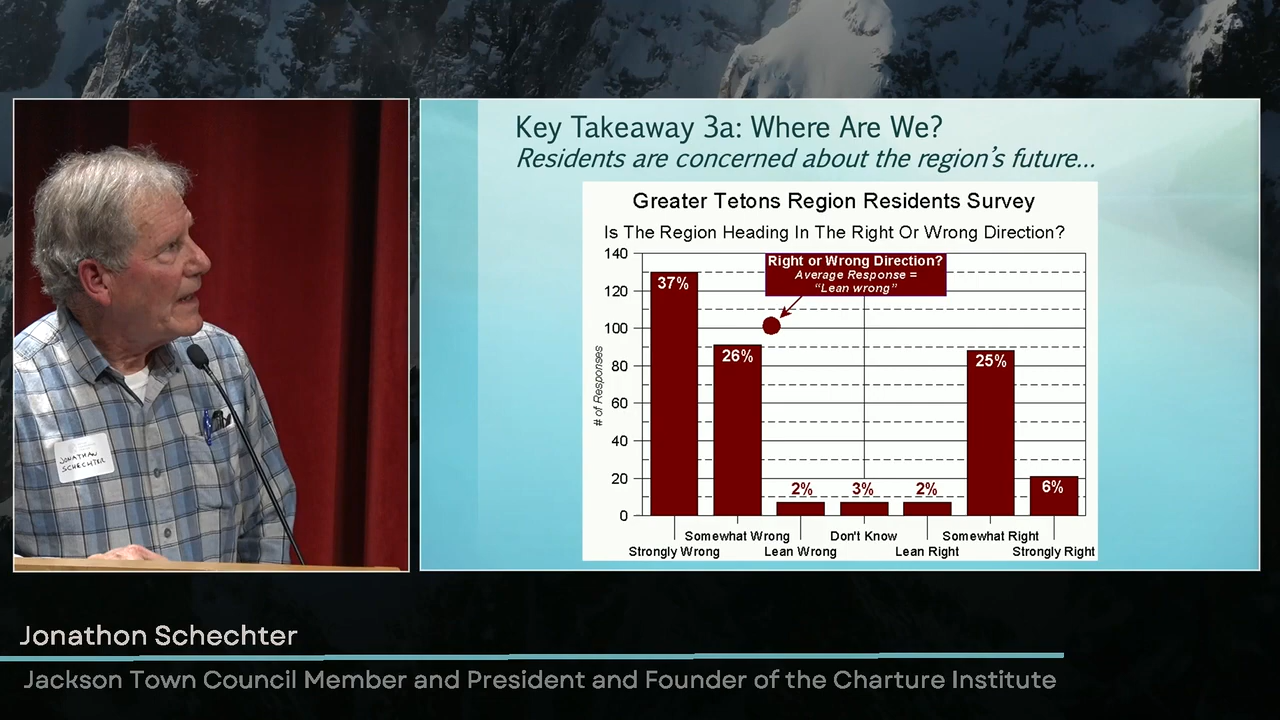 Key Takeaway 3a: Where Are We?
Residents are concerned about the region's future...
Greater Tetons Region Residents Survey
Is The Region Heading In The Right Or Wrong Direction?
Right or Wrong Direction?
Average Response =
"Lean wrong"
# of Responses
140
120
100
80
60
40
20
0
37%
26%
2%
3%
2%
25%
6%
Somewhat Wrong Don't Know Somewhat Right
Strongly Wrong Lean Wrong Lean Right Strongly Right
JONATHAN
SCHECHTER
Jonathon Schechter
Jackson Town Council Member and President and Founder of the Charture Institute